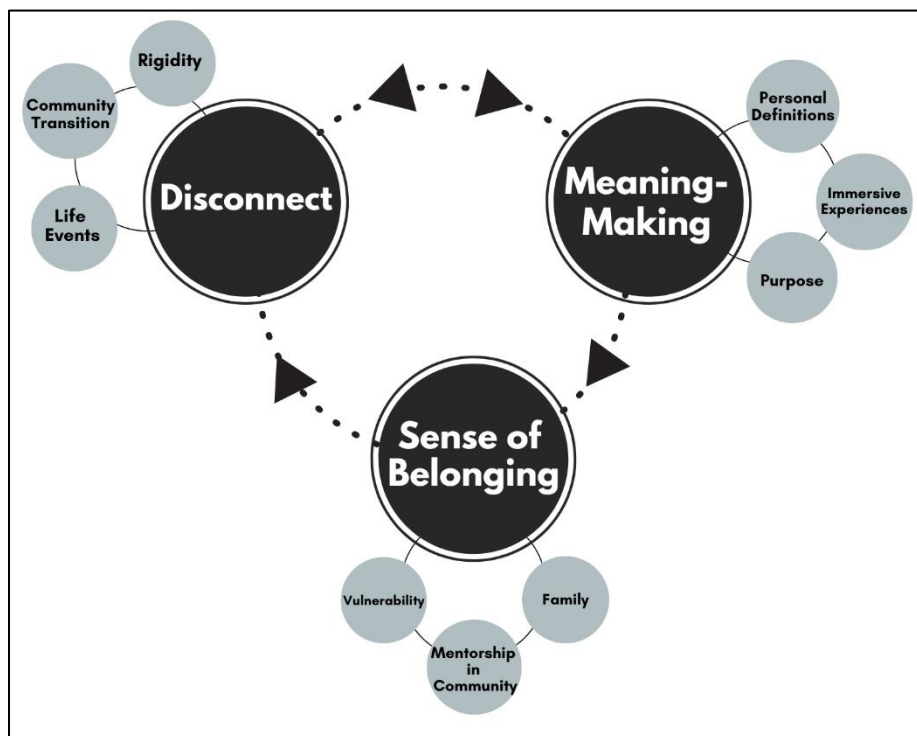 Rigidity
Community
Transition
Life
Events
Disconnect
Meaning-
Making
Personal
Definitions
Immersive
Experiences
Purpose
Sense of
Belonging
Vulnerability
Mentorship
in
Community
Family